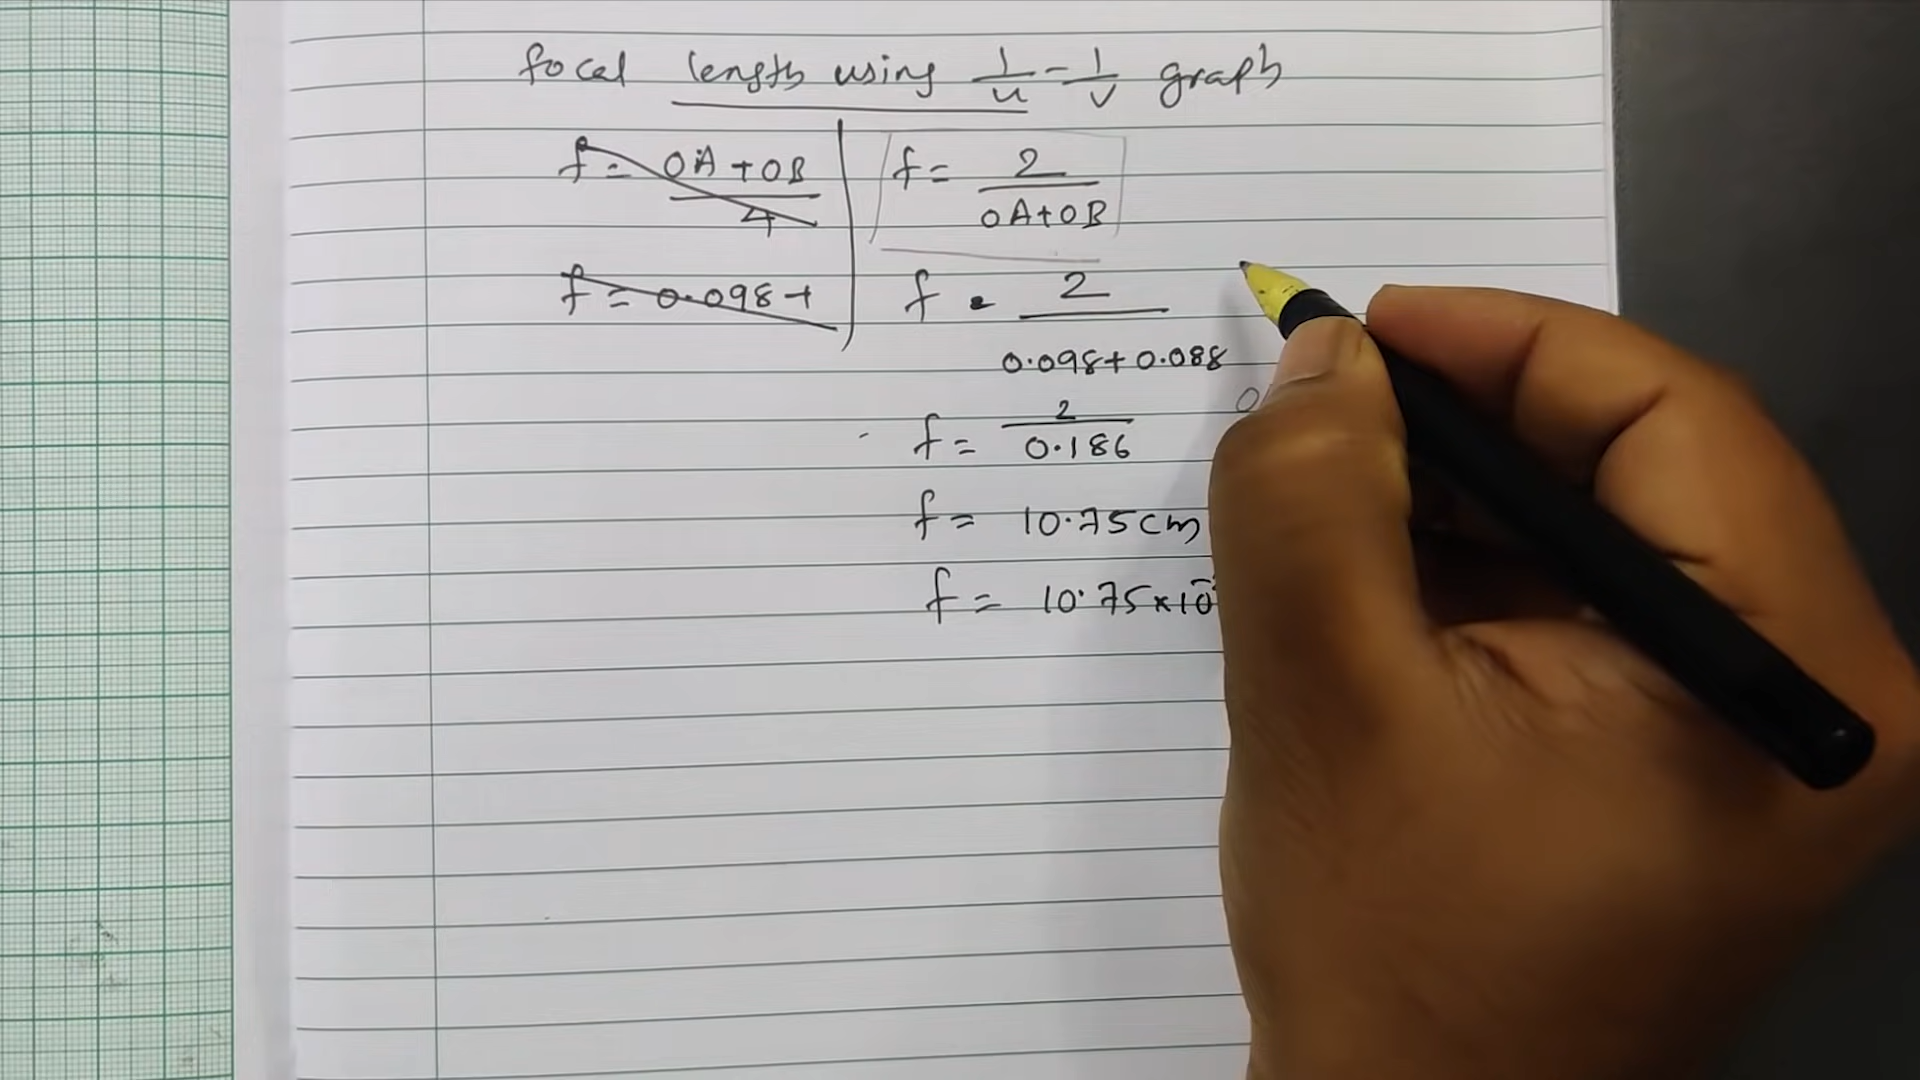 focal length using 1/u - 1/v graph
f = OA + OB / 4
f = 0.098 +
f = 2 / OA + OB
f = 2 / 0.098 + 0.088
f = 2 / 0.186
f = 10.75 cm
f = 10.75 × 10